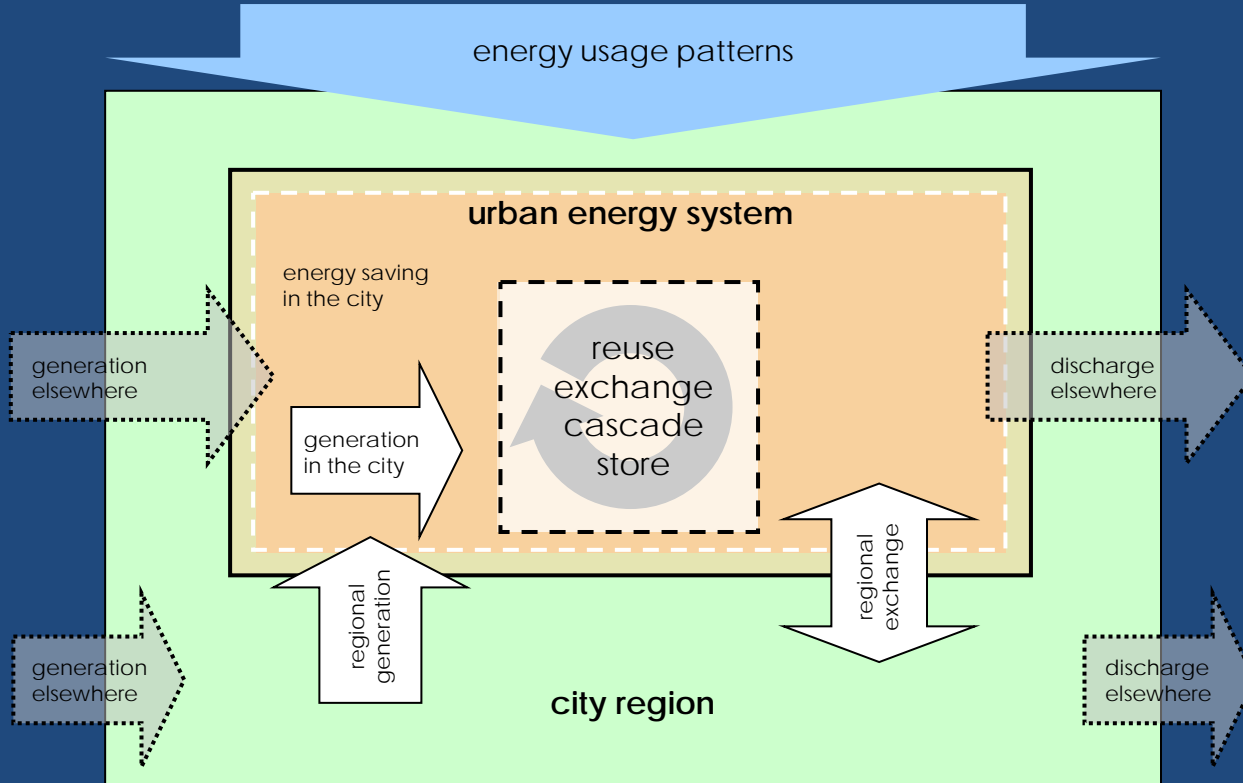 energy usage patterns
urban energy system
energy saving
in the city
generation
elsewhere
reuse
exchange
cascade
store
discharge
elsewhere
generation
in the city
regional
generation
regional
exchange
generation
elsewhere
discharge
elsewhere
city region